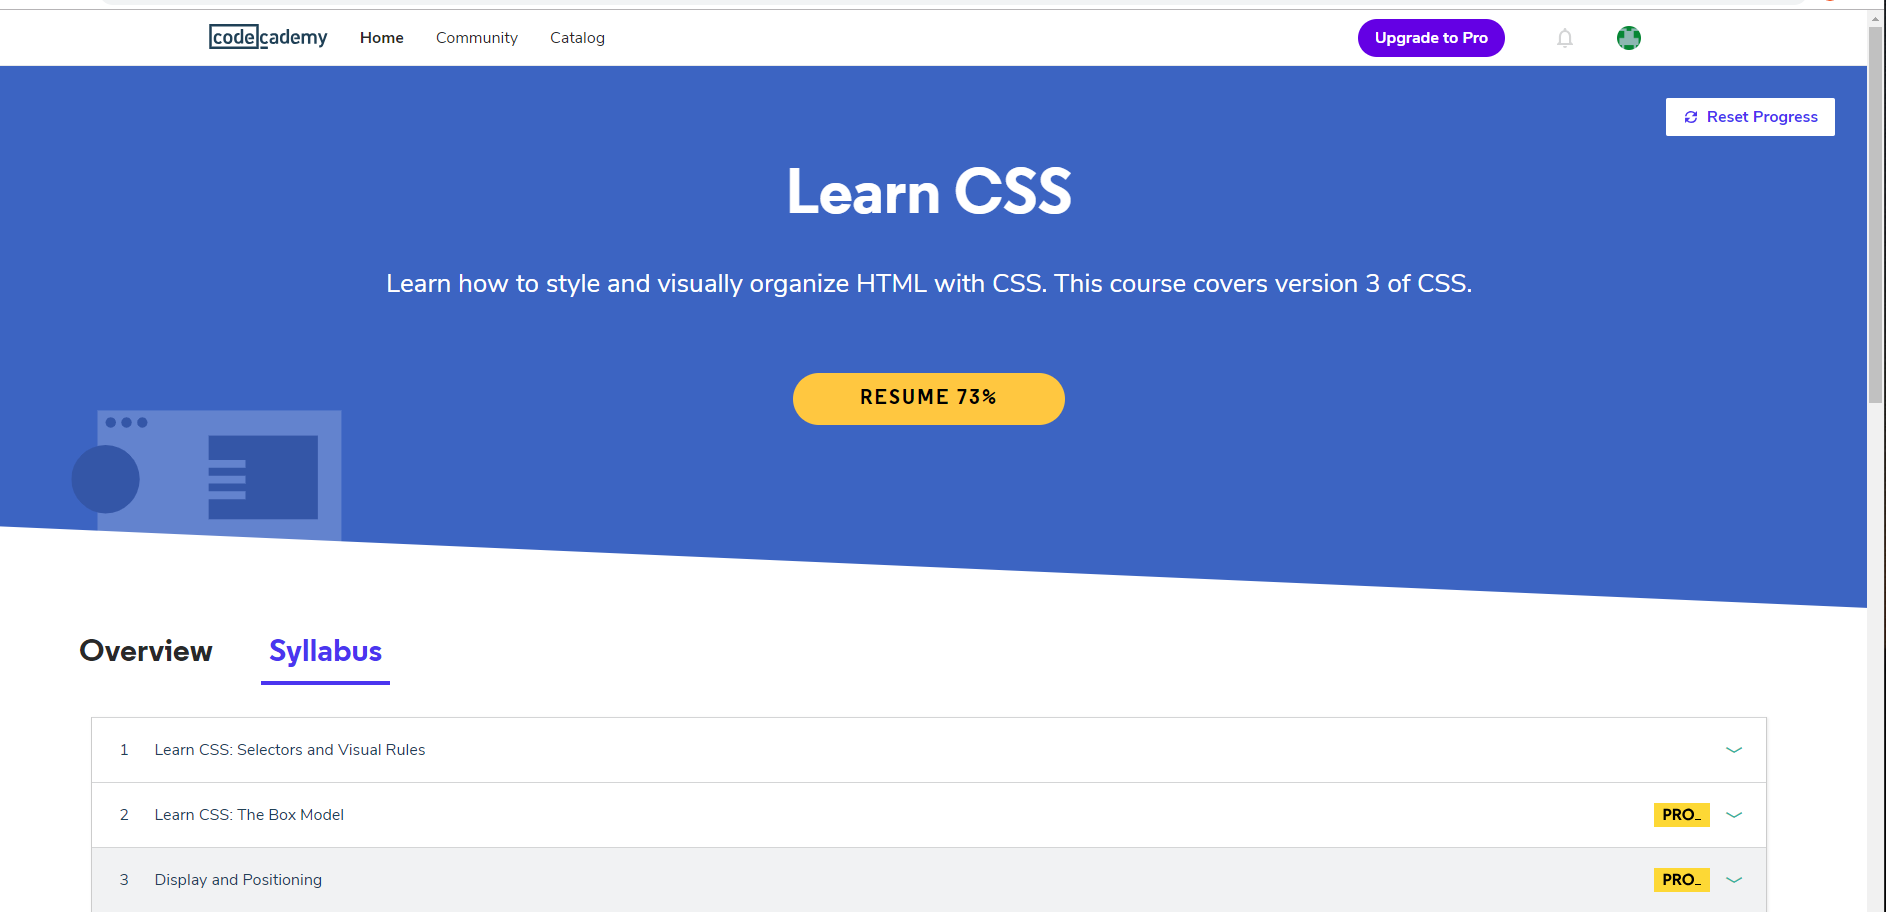 codecademy
Home
Community
Catalog
Upgrade to Pro
Reset Progress
Learn CSS
Learn how to style and visually organize HTML with CSS. This course covers version 3 of CSS.
RESUME 73%
Overview
Syllabus
1 Learn CSS: Selectors and Visual Rules
2 Learn CSS: The Box Model PRO_
3 Display and Positioning PRO_